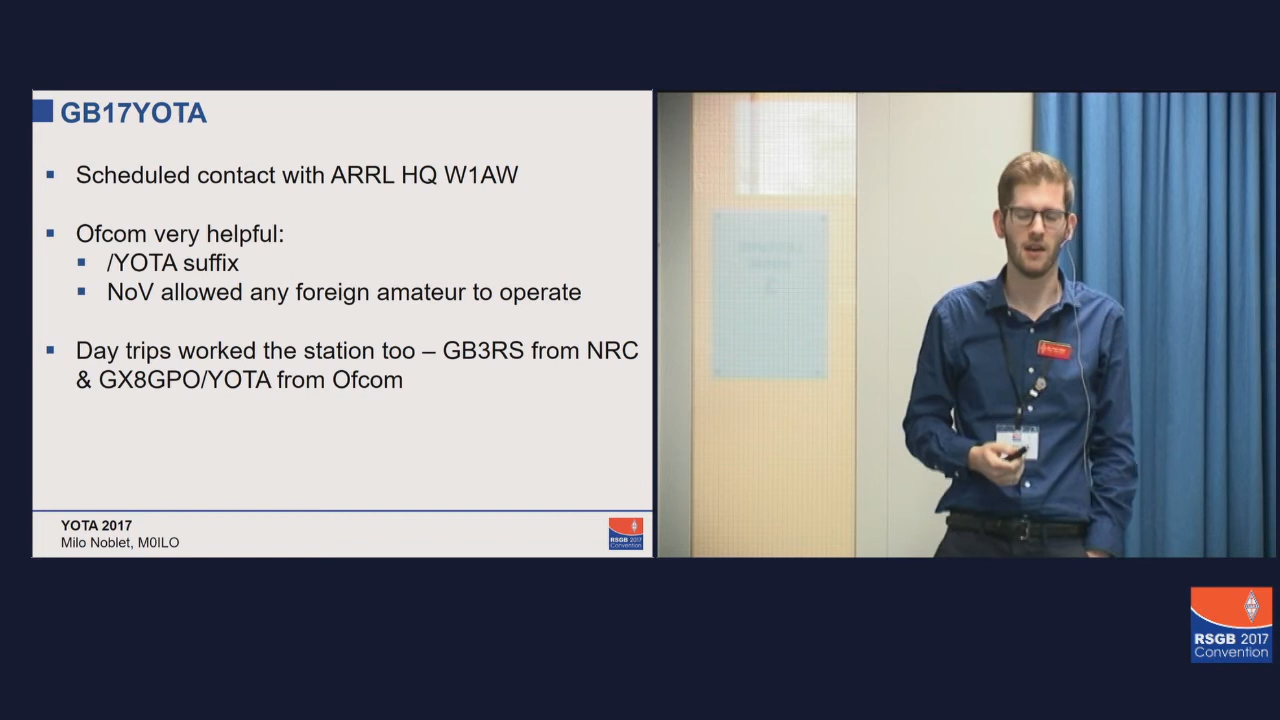 GB17YOTA
Scheduled contact with ARRL HQ W1AW
Ofcom very helpful:
/YOTA suffix
NoV allowed any foreign amateur to operate
Day trips worked the station too – GB3RS from NRC
& GX8GPO/YOTA from Ofcom
YOTA 2017
Milo Noblet, M0ILO
RSGB 2017
Convention
RSGB 2017
Convention